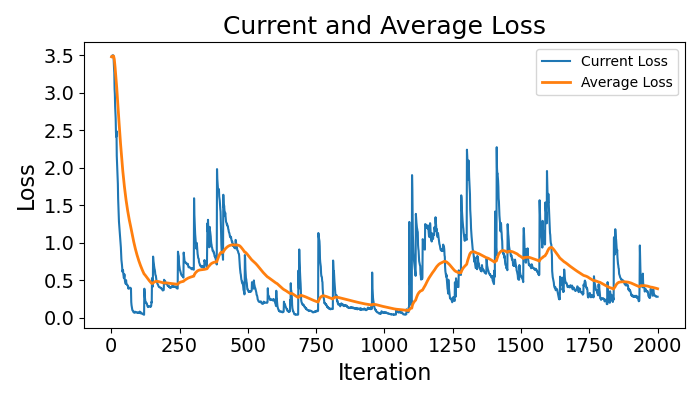 Current and Average Loss
Current Loss
Average Loss
3.5
3.0
2.5
2.0
1.5
1.0
0.5
0.0
Loss
0 250 500 750 1000 1250 1500 1750 2000
Iteration